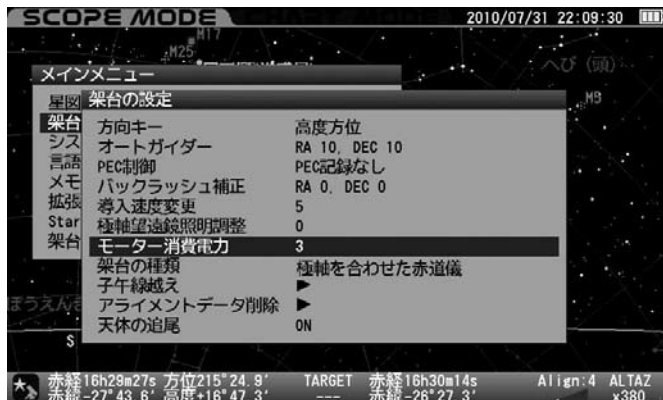 SCOPE MODE 2010/07/31 22:09:30
M17
M25
へび（頭）
メインメニュー
M8
星図 架台の設定
架台 方向キー 高度方位
シス オートガイダー RA 10, DEC 10
言語 PEC制御 PEC記録なし
メモ バックラッシュ補正 RA 0, DEC 0
拡張 導入速度変更 5
Star 極軸望遠鏡照明調整 0
架台 モーター消費電力 3
架台の種類 極軸を合わせた赤道儀
子午線越え ▶
ぼうえんき アライメントデータ削除 ▶
天体の追尾 ON
S
赤経16h29m27s 方位215°24.9' TARGET 赤経16h30m14s Align:4 ALTAZ
赤緯-27°43.6' 高度+16°47.3' --- 赤緯-26°27.3' x380